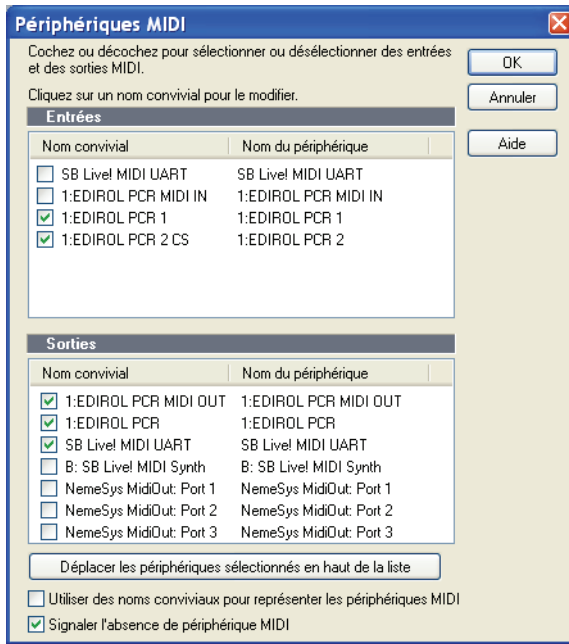 Périphériques MIDI
Cochez ou décochez pour sélectionner ou désélectionner des entrées
et des sorties MIDI.
OK
Cliquez sur un nom convivial pour le modifier.
Annuler
Entrées
Aide
Nom convivial Nom du périphérique
SB Live! MIDI UART SB Live! MIDI UART
1:EDIROL PCR MIDI IN 1:EDIROL PCR MIDI IN
1:EDIROL PCR 1 1:EDIROL PCR 1
1:EDIROL PCR 2 CS 1:EDIROL PCR 2
Sorties
Nom convivial Nom du périphérique
1:EDIROL PCR MIDI OUT 1:EDIROL PCR MIDI OUT
1:EDIROL PCR 1:EDIROL PCR
SB Live! MIDI UART SB Live! MIDI UART
B: SB Live! MIDI Synth B: SB Live! MIDI Synth
NemeSys MidiOut: Port 1 NemeSys MidiOut: Port 1
NemeSys MidiOut: Port 2 NemeSys MidiOut: Port 2
NemeSys MidiOut: Port 3 NemeSys MidiOut: Port 3
Déplacer les périphériques sélectionnés en haut de la liste
Utiliser des noms conviviaux pour représenter les périphériques MIDI
Signaler l'absence de périphérique MIDI